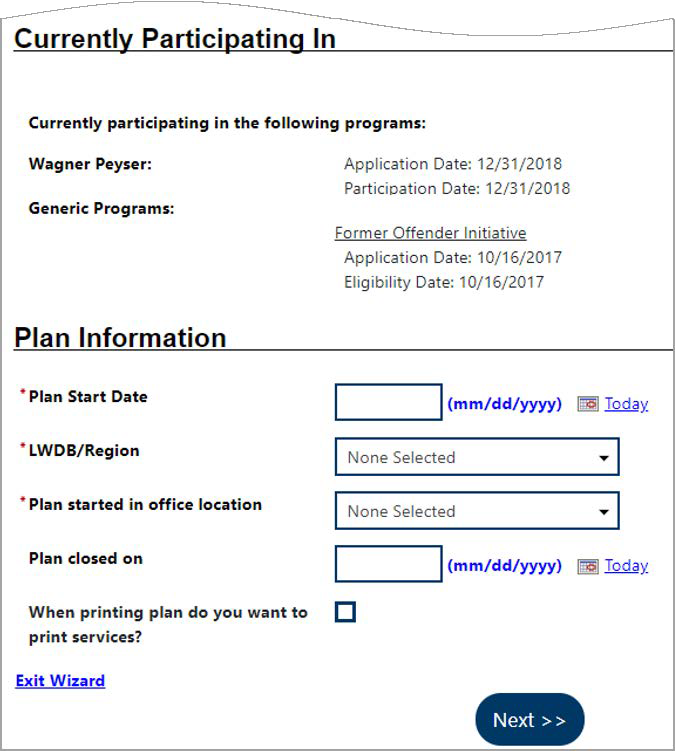 Currently Participating In
Currently participating in the following programs:
Wagner Peyser:
Application Date: 12/31/2018
Participation Date: 12/31/2018
Generic Programs:
Former Offender Initiative
Application Date: 10/16/2017
Eligibility Date: 10/16/2017
Plan Information
* Plan Start Date (mm/dd/yyyy) Today
* LWDB/Region None Selected
* Plan started in office location None Selected
Plan closed on (mm/dd/yyyy) Today
When printing plan do you want to
print services?
Exit Wizard
Next >>